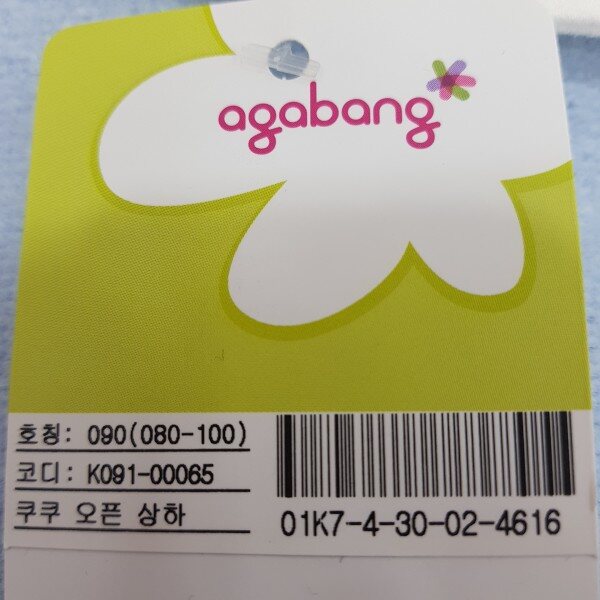 agabang
호칭: 090(080-100)
코디: K091-00065
쿠쿠 오픈 상하
01K7-4-30-02-4616